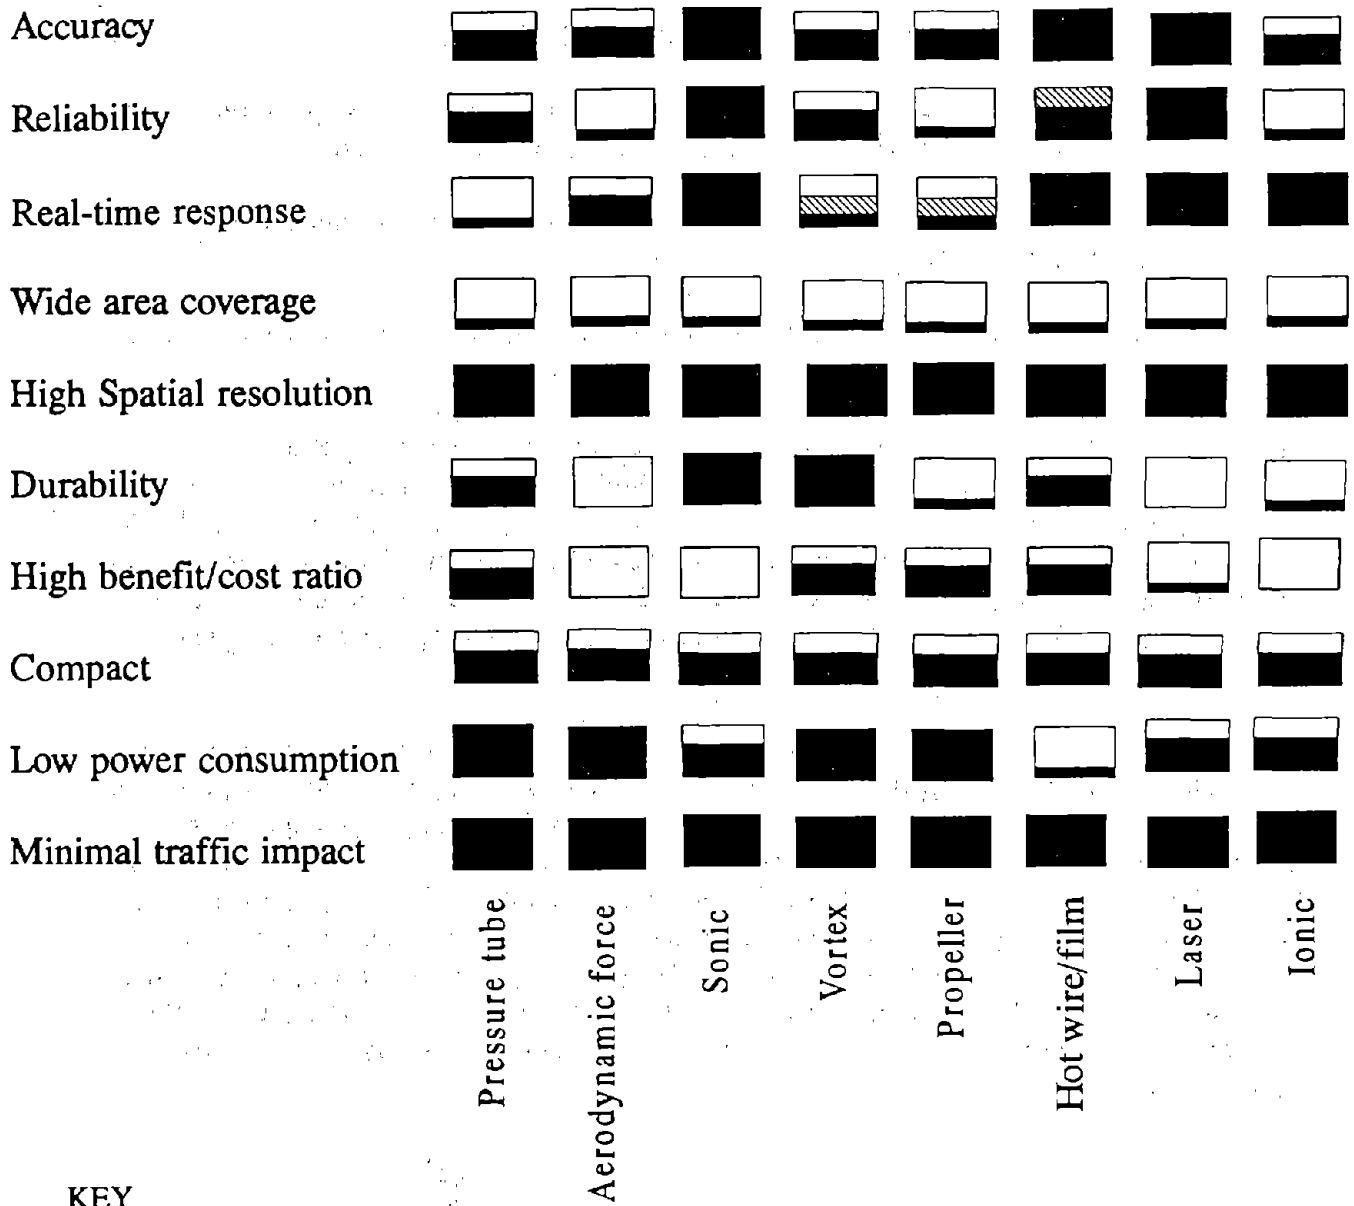 Accuracy
Reliability
Real-time response
Wide area coverage
High Spatial resolution
Durability
High benefit/cost ratio
Compact
Low power consumption
Minimal traffic impact
Pressure tube
Aerodynamic force
Sonic
Vortex
Propeller
Hot wire/film
Laser
Ionic
KEY